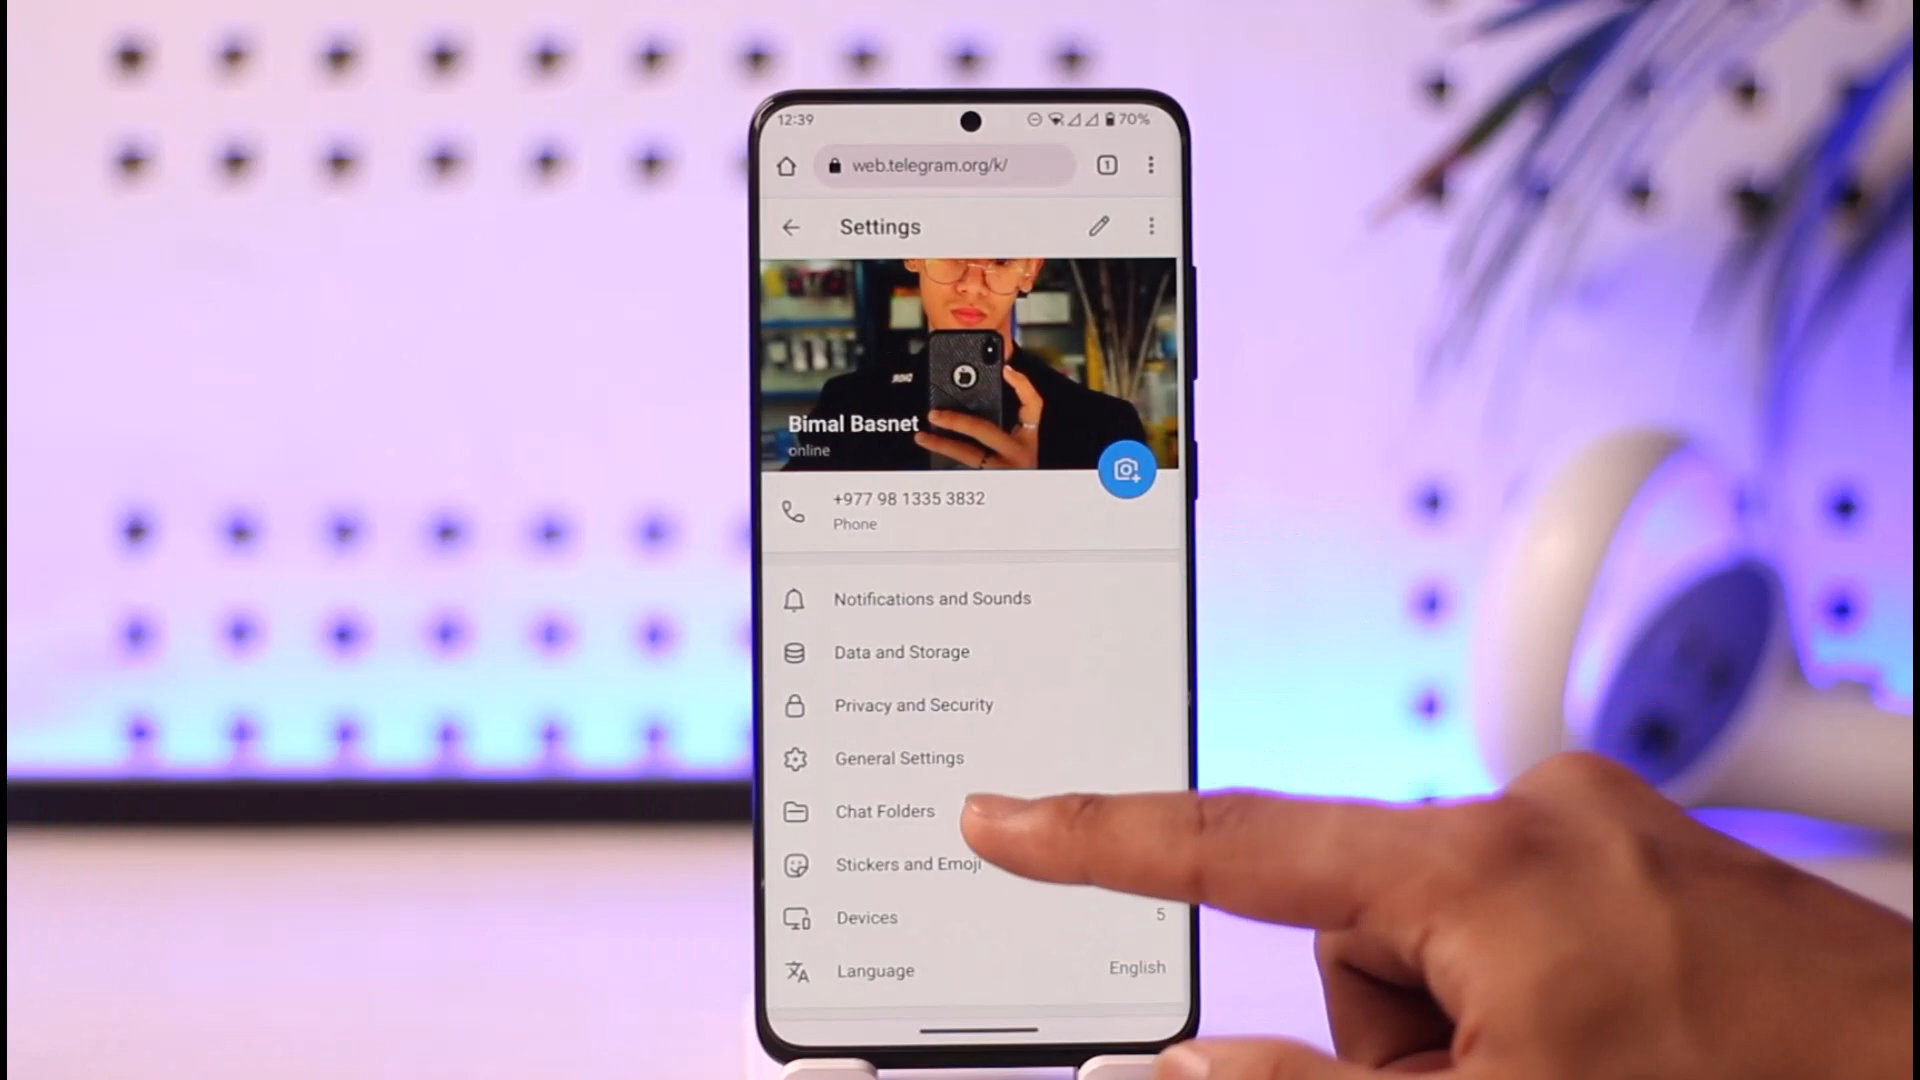 12:39
70%
web.telegram.org/k/
1
Settings
Bimal Basnet
online
+977 98 1335 3832
Phone
Notifications and Sounds
Data and Storage
Privacy and Security
General Settings
Chat Folders
Stickers and Emoji
Devices
5
Language
English